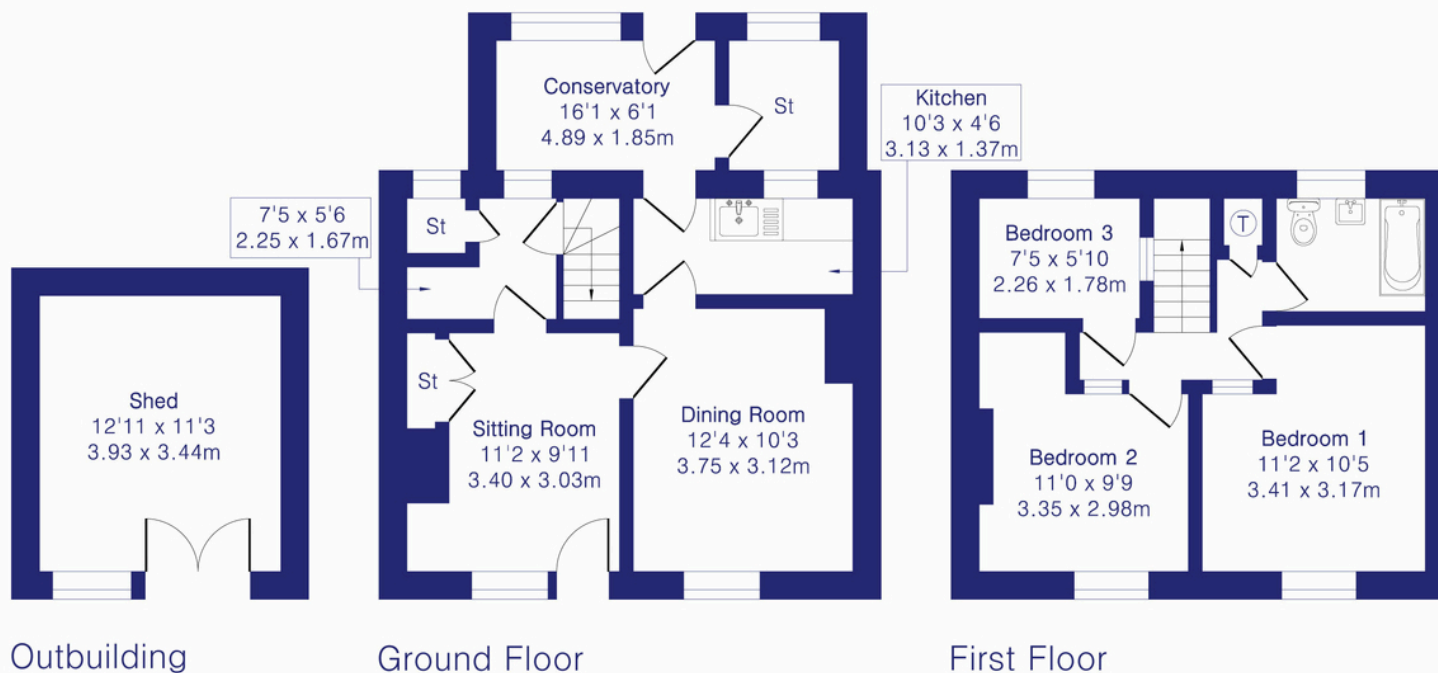 Conservatory
16'1 x 6'1
4.89 x 1.85m
St
Kitchen
10'3 x 4'6
3.13 x 1.37m
7'5 x 5'6
2.25 x 1.67m
St
St
Shed
12'11 x 11'3
3.93 x 3.44m
Sitting Room
11'2 x 9'11
3.40 x 3.03m
Dining Room
12'4 x 10'3
3.75 x 3.12m
Bedroom 3
7'5 x 5'10
2.26 x 1.78m
T
Bedroom 2
11'0 x 9'9
3.35 x 2.98m
Bedroom 1
11'2 x 10'5
3.41 x 3.17m
Outbuilding
Ground Floor
First Floor